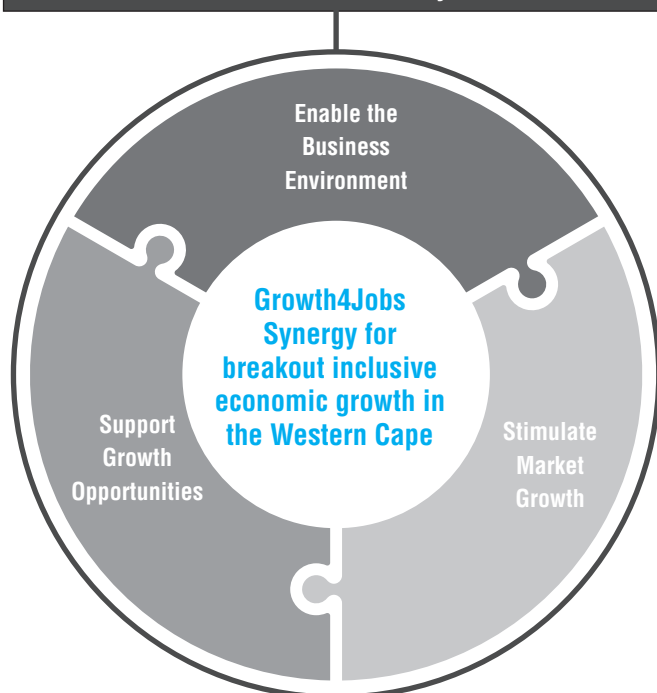 Enable the
Business
Environment
Growth4Jobs
Synergy for
breakout inclusive
economic growth in
the Western Cape
Support
Growth
Opportunities
Stimulate
Market
Growth